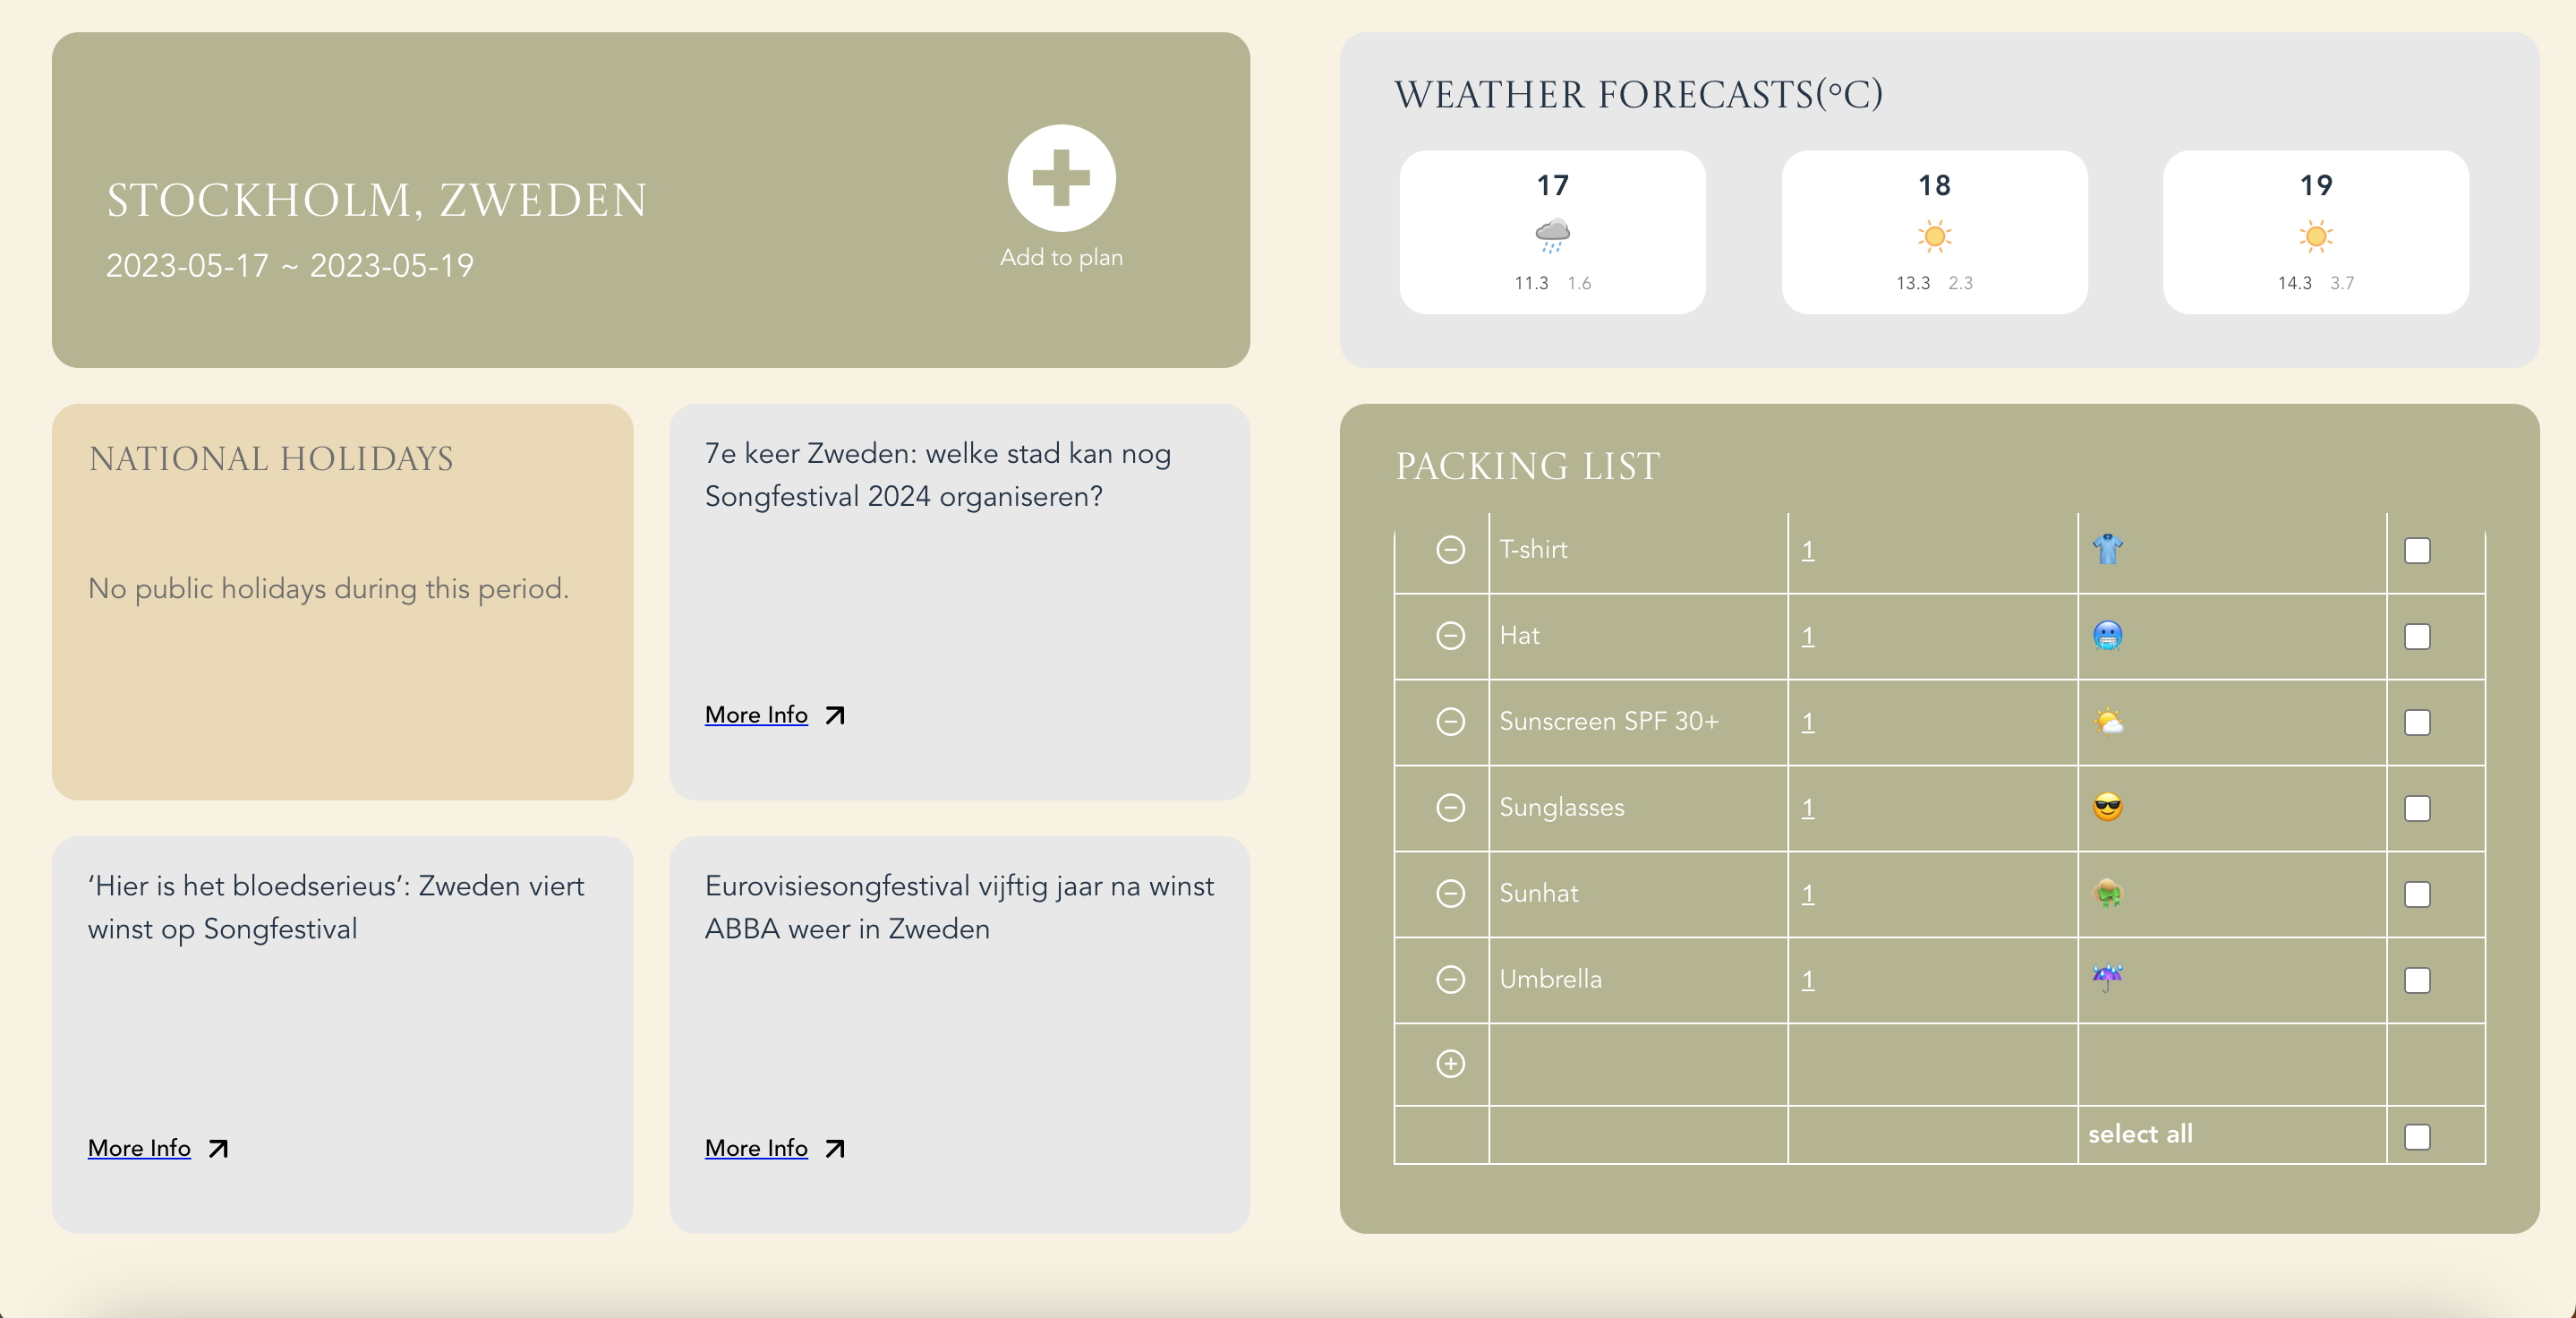 STOCKHOLM, ZWEDEN
2023-05-17 ~ 2023-05-19
Add to plan
WEATHER FORECASTS(°C)
17
11.3 1.6
18
13.3 2.3
19
14.3 3.7
NATIONAL HOLIDAYS
No public holidays during this period.
7e keer Zweden: welke stad kan nog
Songfestival 2024 organiseren?
More Info
‘Hier is het bloedserieus’: Zweden viert
winst op Songfestival
More Info
Eurovisiesongfestival vijftig jaar na winst
ABBA weer in Zweden
More Info
PACKING LIST
T-shirt 1
Hat 1
Sunscreen SPF 30+ 1
Sunglasses 1
Sunhat 1
Umbrella 1
select all